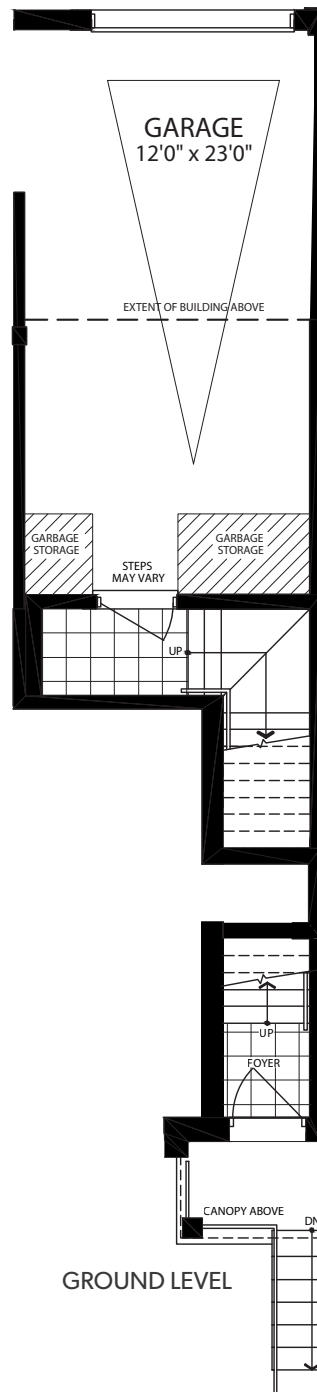 GARAGE
12'0" x 23'0"
EXTENT OF BUILDING ABOVE
GARBAGE
STORAGE
GARBAGE
STORAGE
STEPS
MAY VARY
UP
UP
FOYER
CANOPY ABOVE
DN
GROUND LEVEL